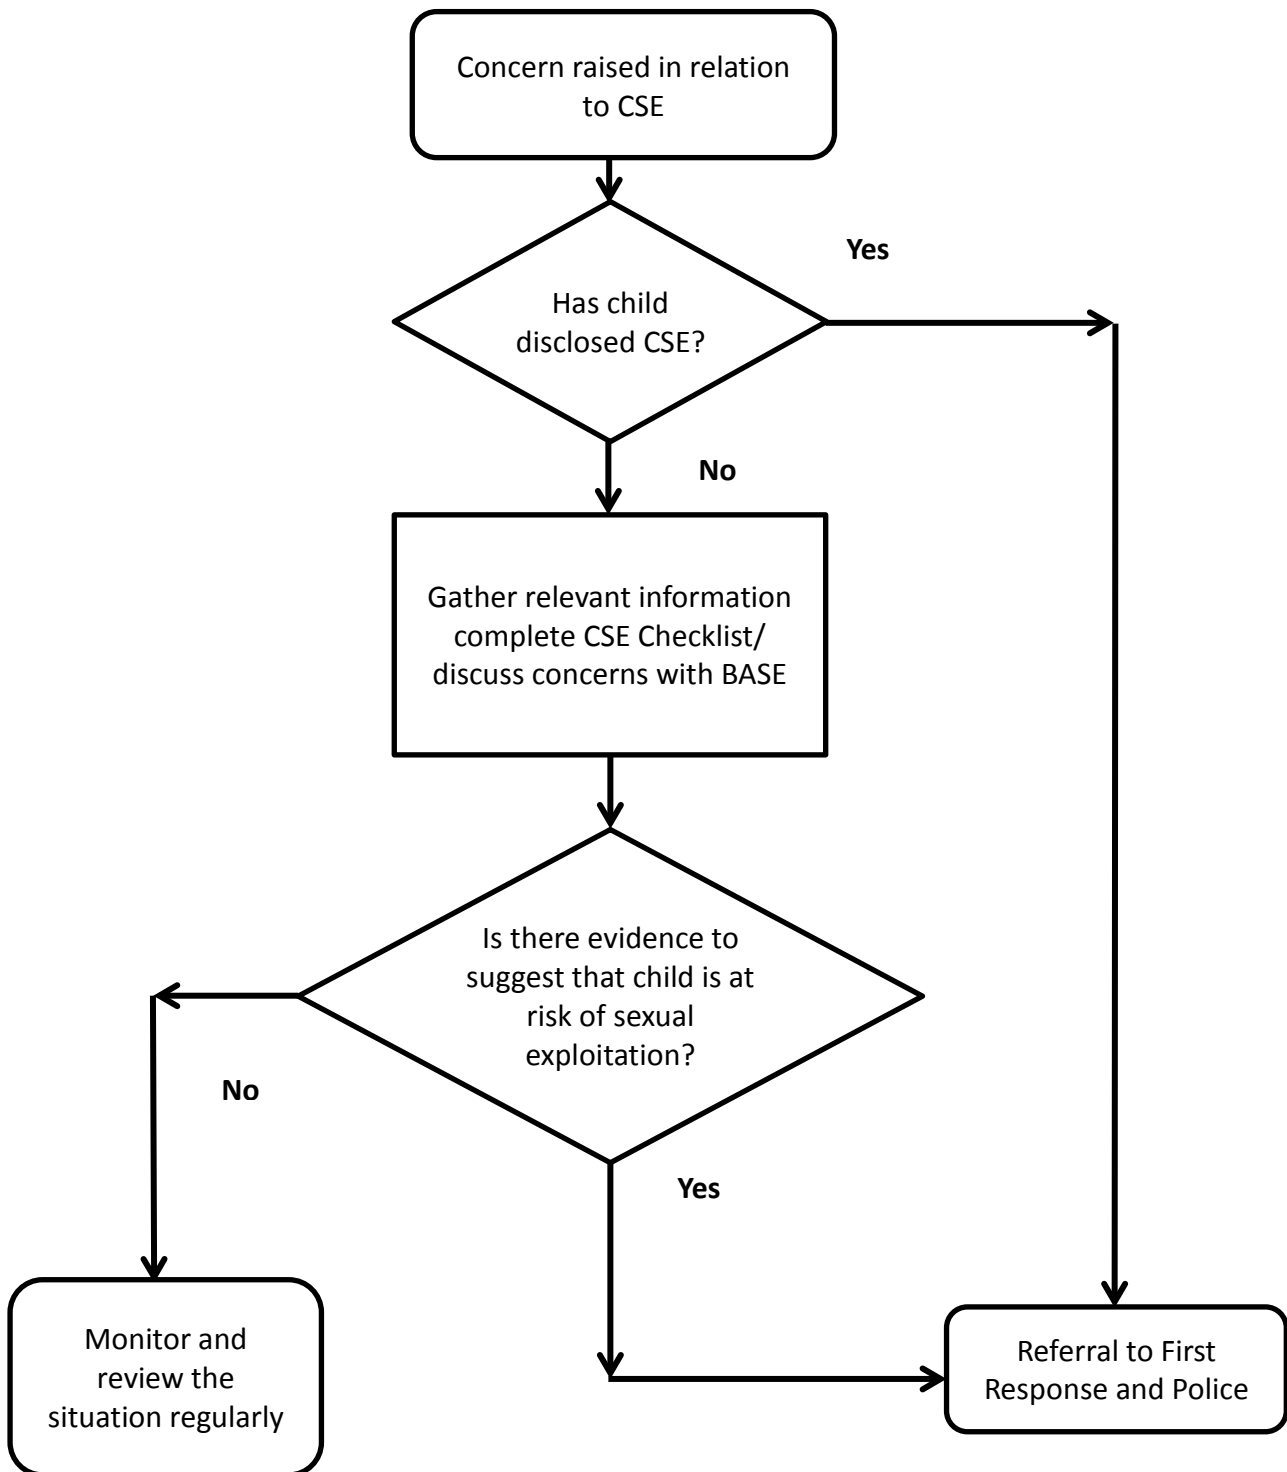 Concern raised in relation
to CSE
Yes
Has child
disclosed CSE?
No
Gather relevant information
complete CSE Checklist/
discuss concerns with BASE
Is there evidence to
suggest that child is at
risk of sexual
exploitation?
No
Yes
Monitor and
review the
situation regularly
Referral to First
Response and Police